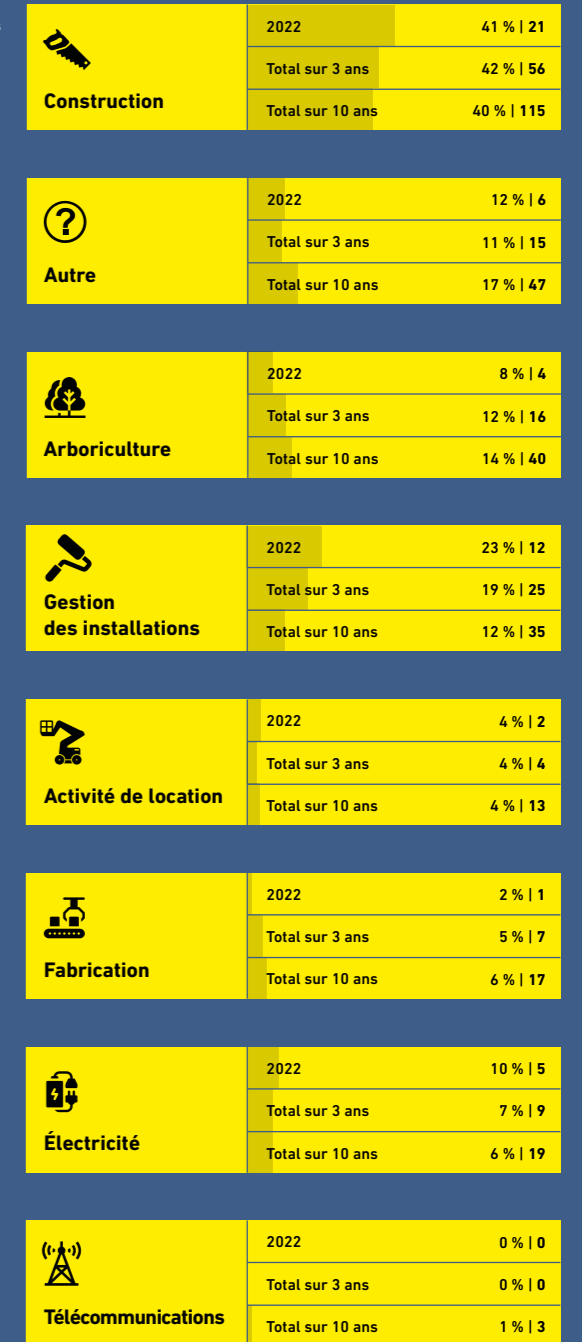 2022 41 % | 21
Total sur 3 ans 42 % | 56
Construction
Total sur 10 ans 40 % | 115
2022 12 % | 6
Total sur 3 ans 11 % | 15
Autre
Total sur 10 ans 17 % | 47
2022 8 % | 4
Total sur 3 ans 12 % | 16
Arboriculture
Total sur 10 ans 14 % | 40
2022 23 % | 12
Total sur 3 ans 19 % | 25
Gestion
des installations
Total sur 10 ans 12 % | 35
2022 4 % | 2
Total sur 3 ans 4 % | 4
Activité de location
Total sur 10 ans 4 % | 13
2022 2 % | 1
Total sur 3 ans 5 % | 7
Fabrication
Total sur 10 ans 6 % | 17
2022 10 % | 5
Total sur 3 ans 7 % | 9
Électricité
Total sur 10 ans 6 % | 19
2022 0 % | 0
Total sur 3 ans 0 % | 0
Télécommunications
Total sur 10 ans 1 % | 3